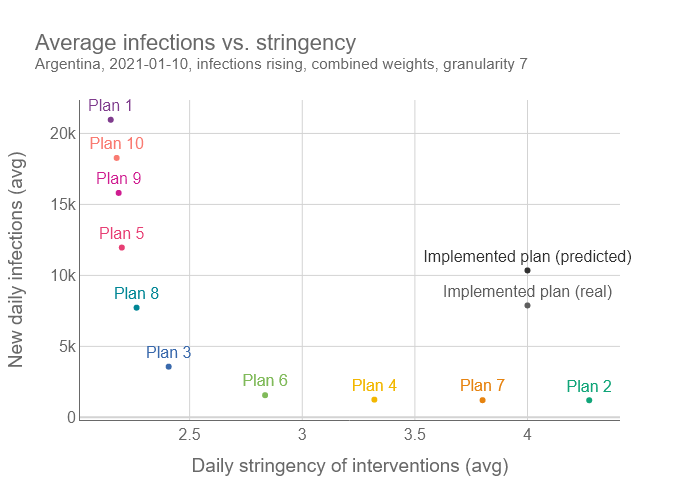 Average infections vs. stringency
Argentina, 2021-01-10, infections rising, combined weights, granularity 7
New daily infections (avg)
20k
15k
10k
5k
0
Plan 1
Plan 10
Plan 9
Plan 5
Implemented plan (predicted)
Plan 8
Implemented plan (real)
Plan 3
Plan 6
Plan 4
Plan 7
Plan 2
2.5
3
3.5
4
Daily stringency of interventions (avg)